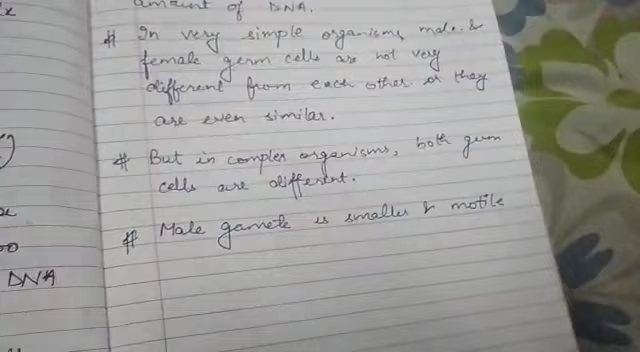 x
amount of DNA.
# In very simple organisms, male &
female germ cells are not very
different from each other or they
are even similar.
# But in complex organisms, both germ
cells are different.
# Male gamete is smaller & motile
DNA